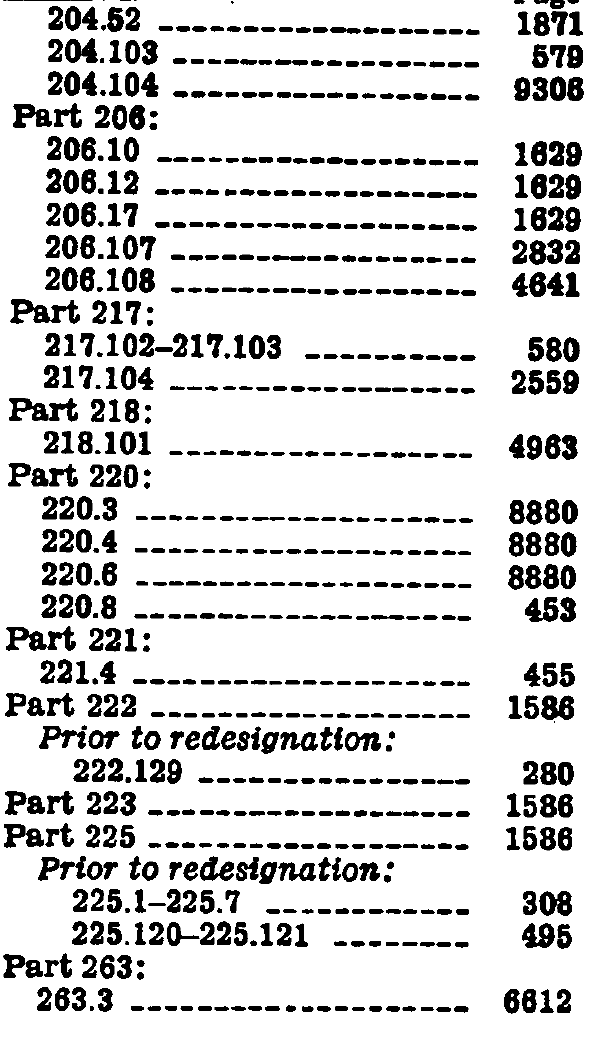 Page
204.52 ------------------- 1871
204.103 ------------------ 579
204.104 ------------------ 9306
Part 206:
206.10 ------------------- 1629
206.12 ------------------- 1629
206.17 ------------------- 1629
206.107 ------------------ 2832
206.108 ------------------ 4641
Part 217:
217.102–217.103 ---------- 580
217.104 ------------------ 2559
Part 218:
218.101 ------------------ 4963
Part 220:
220.3 -------------------- 8880
220.4 -------------------- 8880
220.6 -------------------- 8880
220.8 -------------------- 453
Part 221:
221.4 -------------------- 455
Part 222 ------------------- 1586
Prior to redesignation:
222.129 ---------------- 280
Part 223 ------------------- 1586
Part 225 ------------------- 1586
Prior to redesignation:
225.1–225.7 ------------ 308
225.120–225.121 -------- 495
Part 263:
263.3 -------------------- 6612